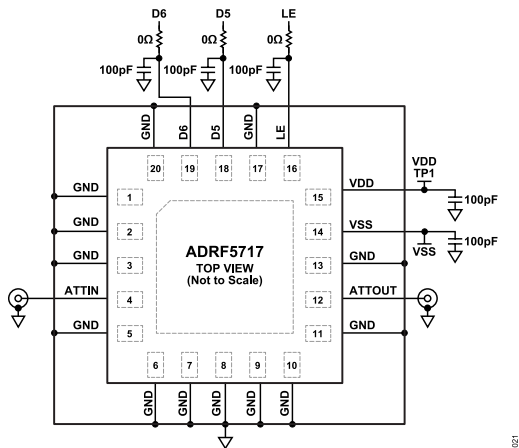 D6 D5 LE
0Ω 0Ω 0Ω
100pF 100pF 100pF
GND D6 D5 GND LE
20 19 18 17 16
VDD
TP1
GND 1 15 VDD
100pF
GND 2 14 VSS
100pF
VSS
ADRF5717
TOP VIEW
(Not to Scale)
GND 3 13 GND
ATTIN 4 12 ATTOUT
GND 5 11 GND
6 7 8 9 10
GND GND GND GND GND
021